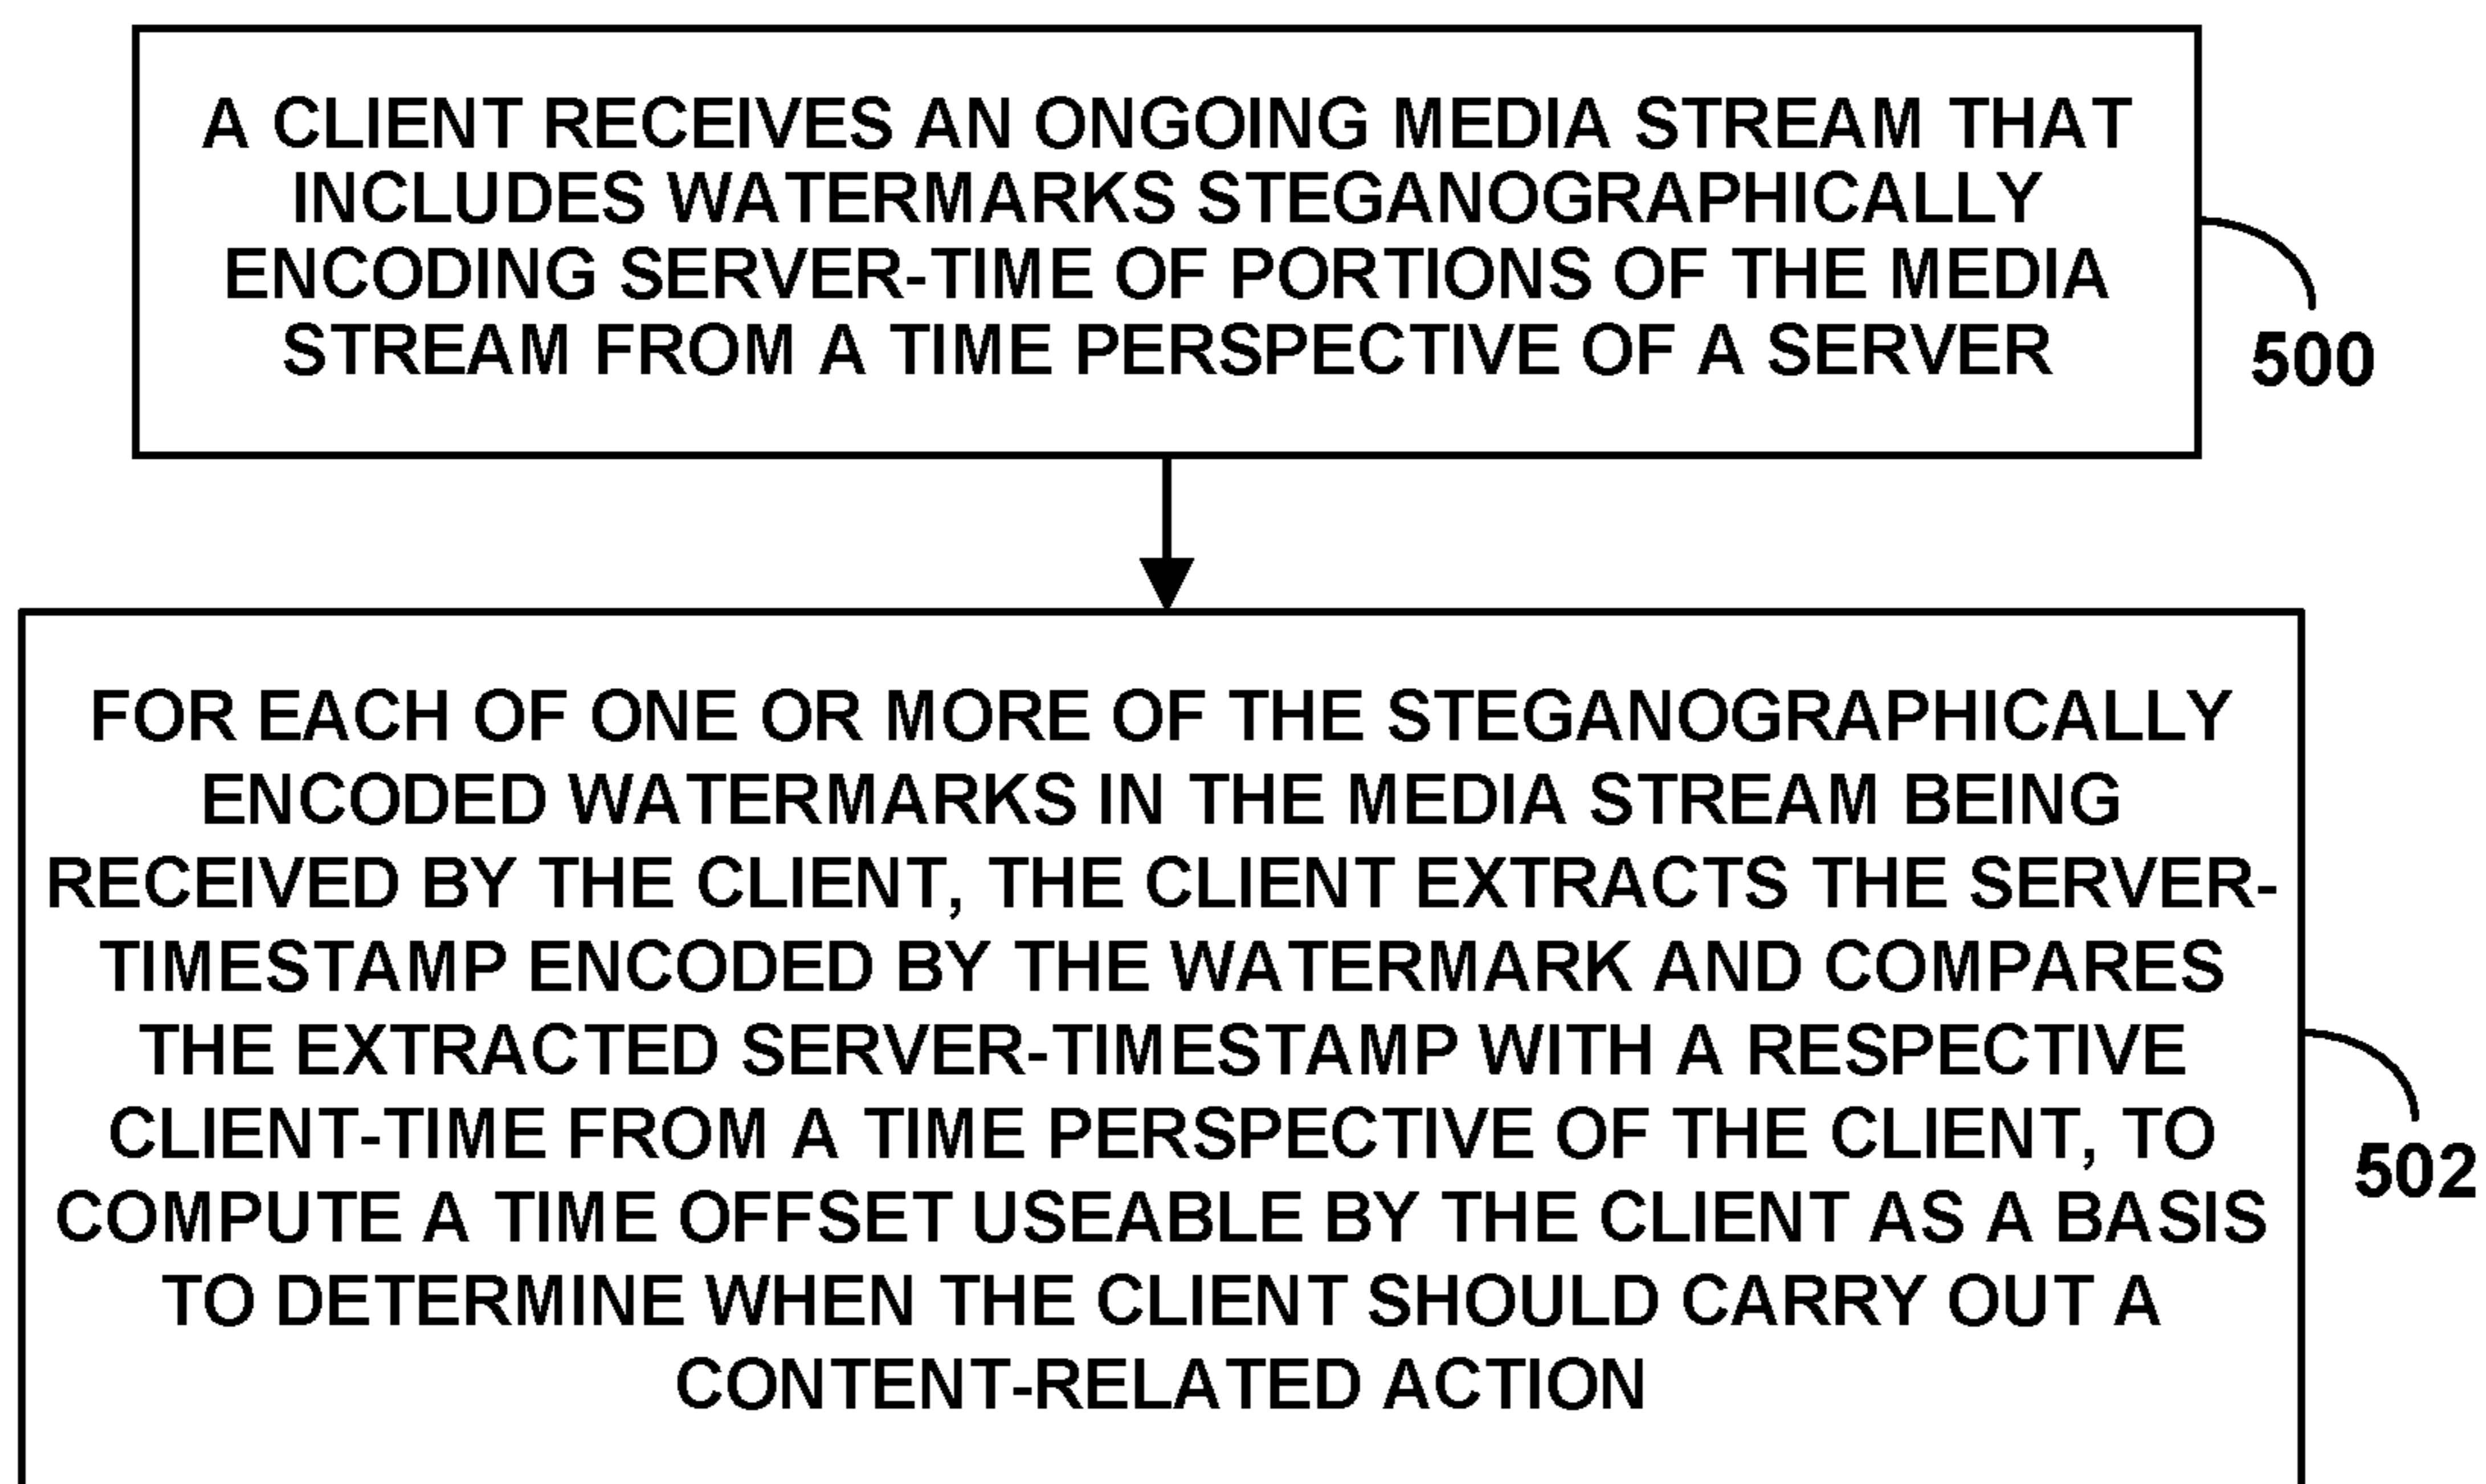 A CLIENT RECEIVES AN ONGOING MEDIA STREAM THAT
INCLUDES WATERMARKS STEGANOGRAPHICALLY
ENCODING SERVER-TIME OF PORTIONS OF THE MEDIA
STREAM FROM A TIME PERSPECTIVE OF A SERVER
500
FOR EACH OF ONE OR MORE OF THE STEGANOGRAPHICALLY
ENCODED WATERMARKS IN THE MEDIA STREAM BEING
RECEIVED BY THE CLIENT, THE CLIENT EXTRACTS THE SERVER-
TIMESTAMP ENCODED BY THE WATERMARK AND COMPARES
THE EXTRACTED SERVER-TIMESTAMP WITH A RESPECTIVE
CLIENT-TIME FROM A TIME PERSPECTIVE OF THE CLIENT, TO
COMPUTE A TIME OFFSET USEABLE BY THE CLIENT AS A BASIS
TO DETERMINE WHEN THE CLIENT SHOULD CARRY OUT A
CONTENT-RELATED ACTION
502